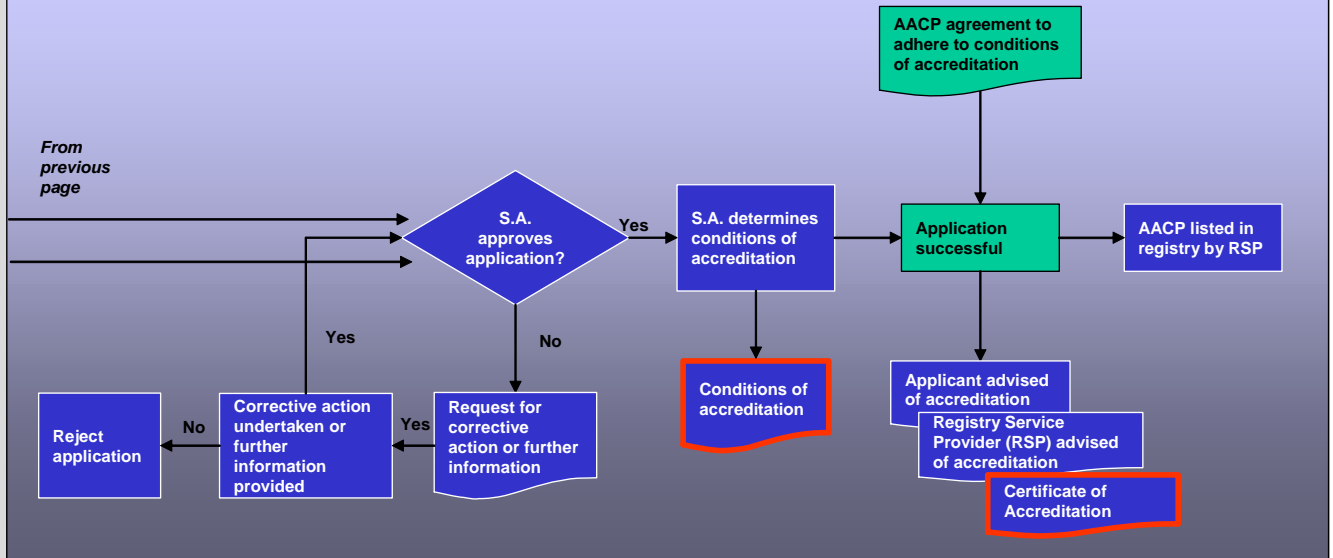 AACP agreement to
adhere to conditions
of accreditation
From
previous
page
S.A.
approves
application?
Yes
S.A. determines
conditions of
accreditation
Application
successful
AACP listed in
registry by RSP
Yes
No
Reject
application
No
Corrective action
undertaken or
further
information
provided
Yes
Request for
corrective
action or further
information
Conditions of
accreditation
Applicant advised
of accreditation
Registry Service
Provider (RSP) advised
of accreditation
Certificate of
Accreditation